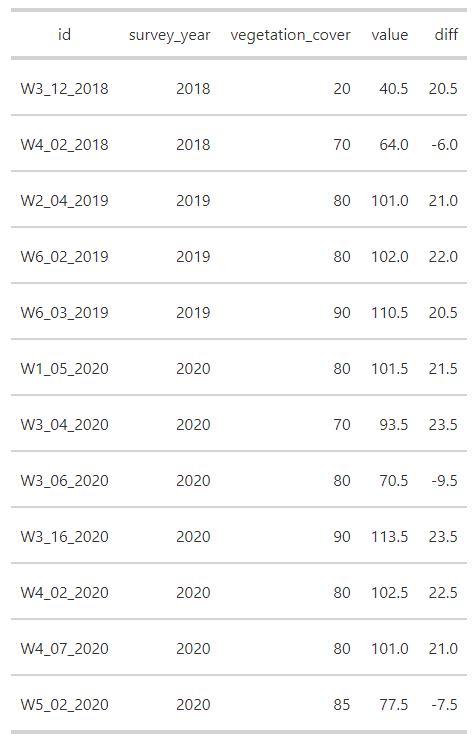 id survey_year vegetation_cover value diff
W3_12_2018 2018 20 40.5 20.5
W4_02_2018 2018 70 64.0 -6.0
W2_04_2019 2019 80 101.0 21.0
W6_02_2019 2019 80 102.0 22.0
W6_03_2019 2019 90 110.5 20.5
W1_05_2020 2020 80 101.5 21.5
W3_04_2020 2020 70 93.5 23.5
W3_06_2020 2020 80 70.5 -9.5
W3_16_2020 2020 90 113.5 23.5
W4_02_2020 2020 80 102.5 22.5
W4_07_2020 2020 80 101.0 21.0
W5_02_2020 2020 85 77.5 -7.5